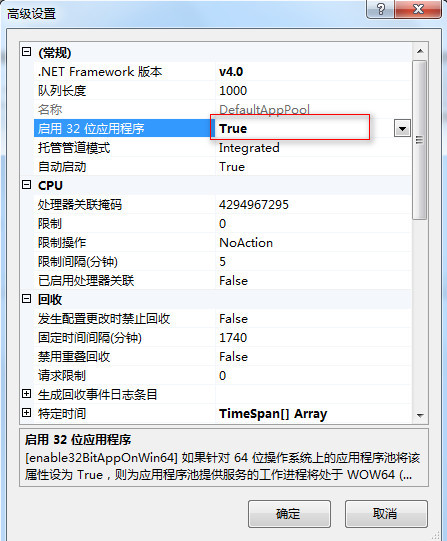 高级设置
(常规)
.NET Framework 版本 v4.0
队列长度 1000
名称 DefaultAppPool
启用 32 位应用程序 True
托管管道模式 Integrated
自动启动 True
CPU
处理器关联掩码 4294967295
限制 0
限制操作 NoAction
限制间隔(分钟) 5
已启用处理器关联 False
回收
发生配置更改时禁止回收 False
固定时间间隔(分钟) 1740
禁用重叠回收 False
请求限制 0
生成回收事件日志条目
特定时间 TimeSpan[] Array
启用 32 位应用程序
[enable32BitAppOnWin64] 如果针对 64 位操作系统上的应用程序池将该
属性设为 True，则为应用程序池提供服务的工作进程将处于 WOW64 (...
确定 取消